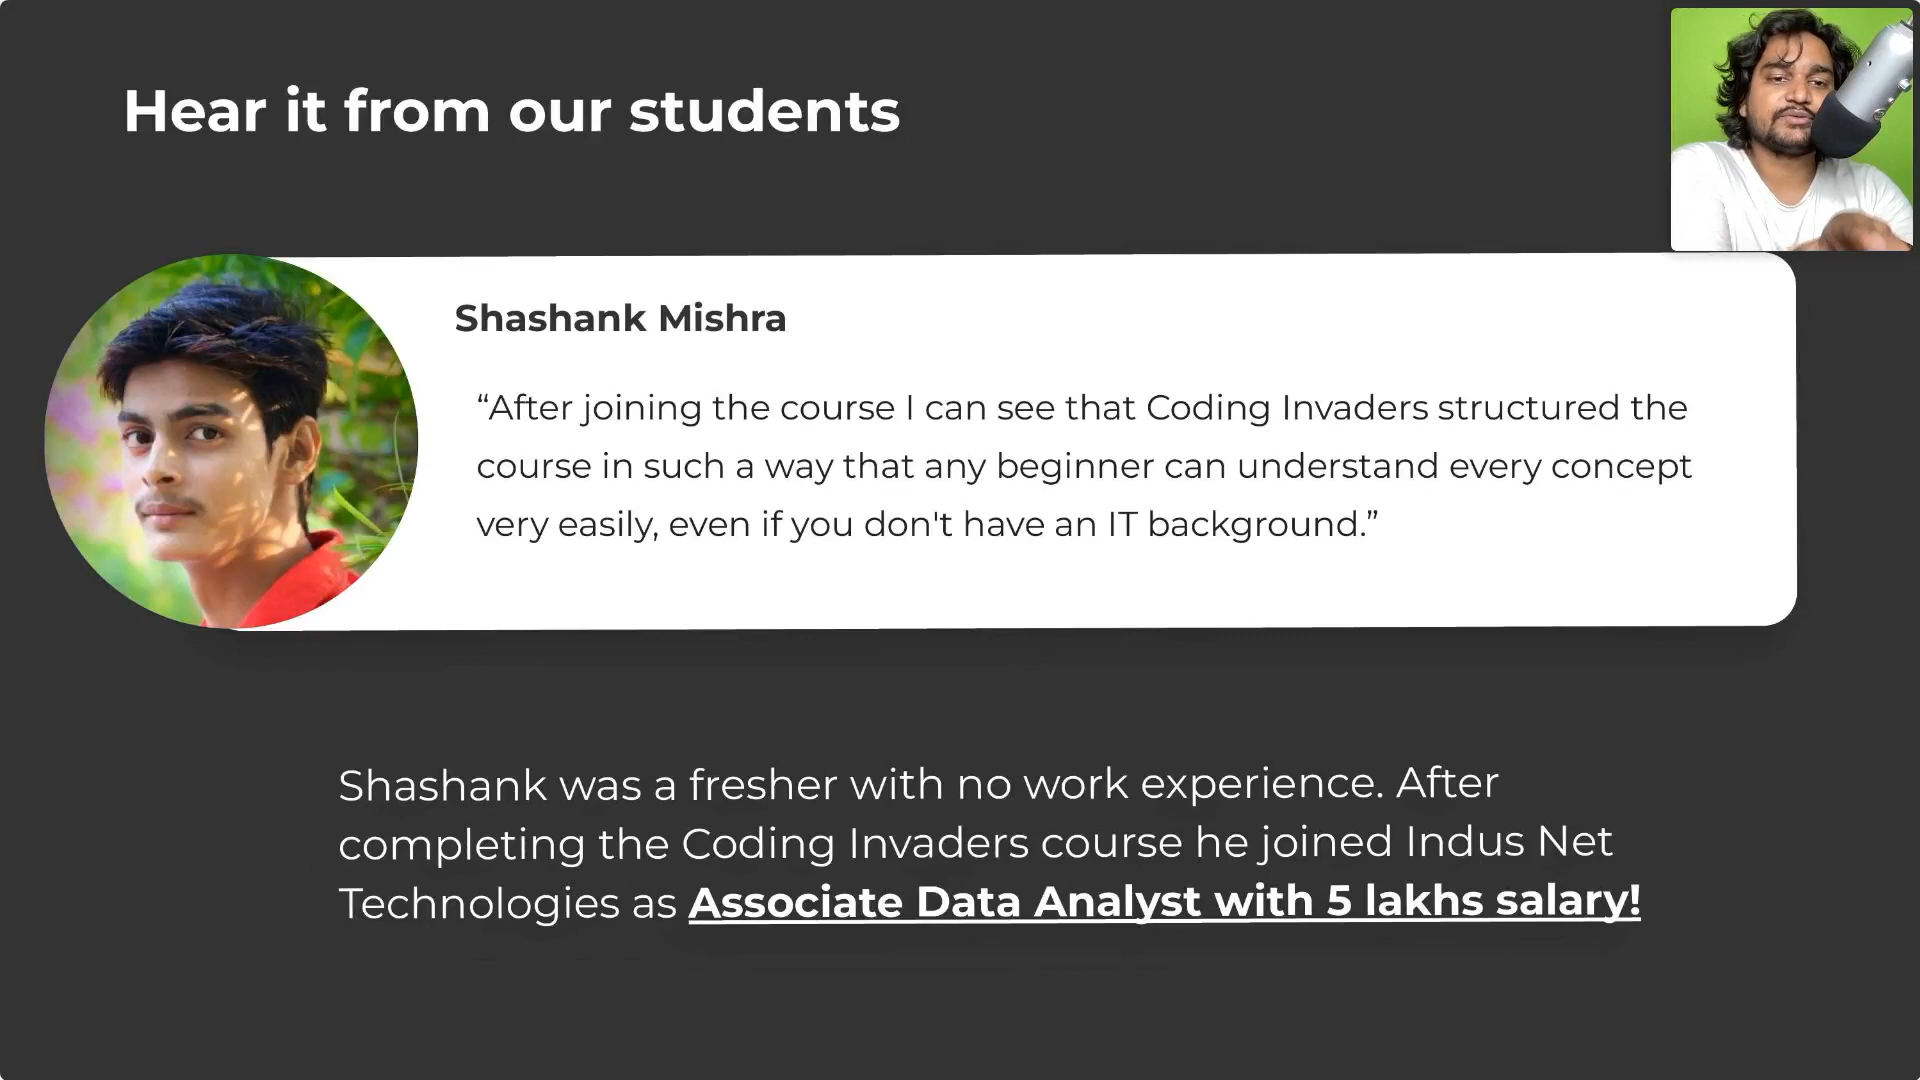 Hear it from our students
Shashank Mishra
“After joining the course I can see that Coding Invaders structured the
course in such a way that any beginner can understand every concept
very easily, even if you don't have an IT background.”
Shashank was a fresher with no work experience. After
completing the Coding Invaders course he joined Indus Net
Technologies as Associate Data Analyst with 5 lakhs salary!